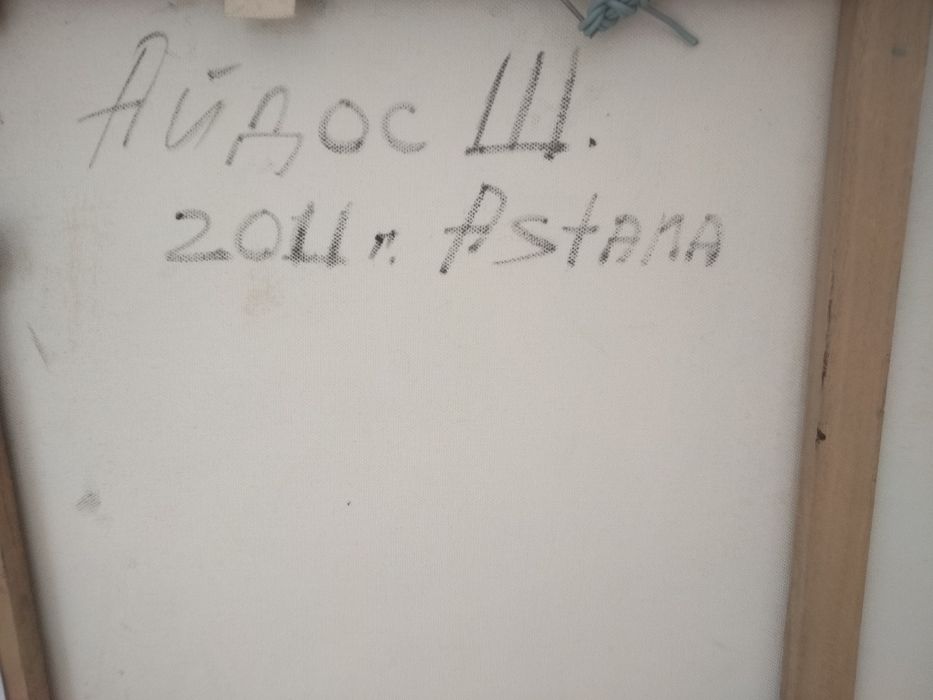 Айдос Ш.
2011 г. Astana